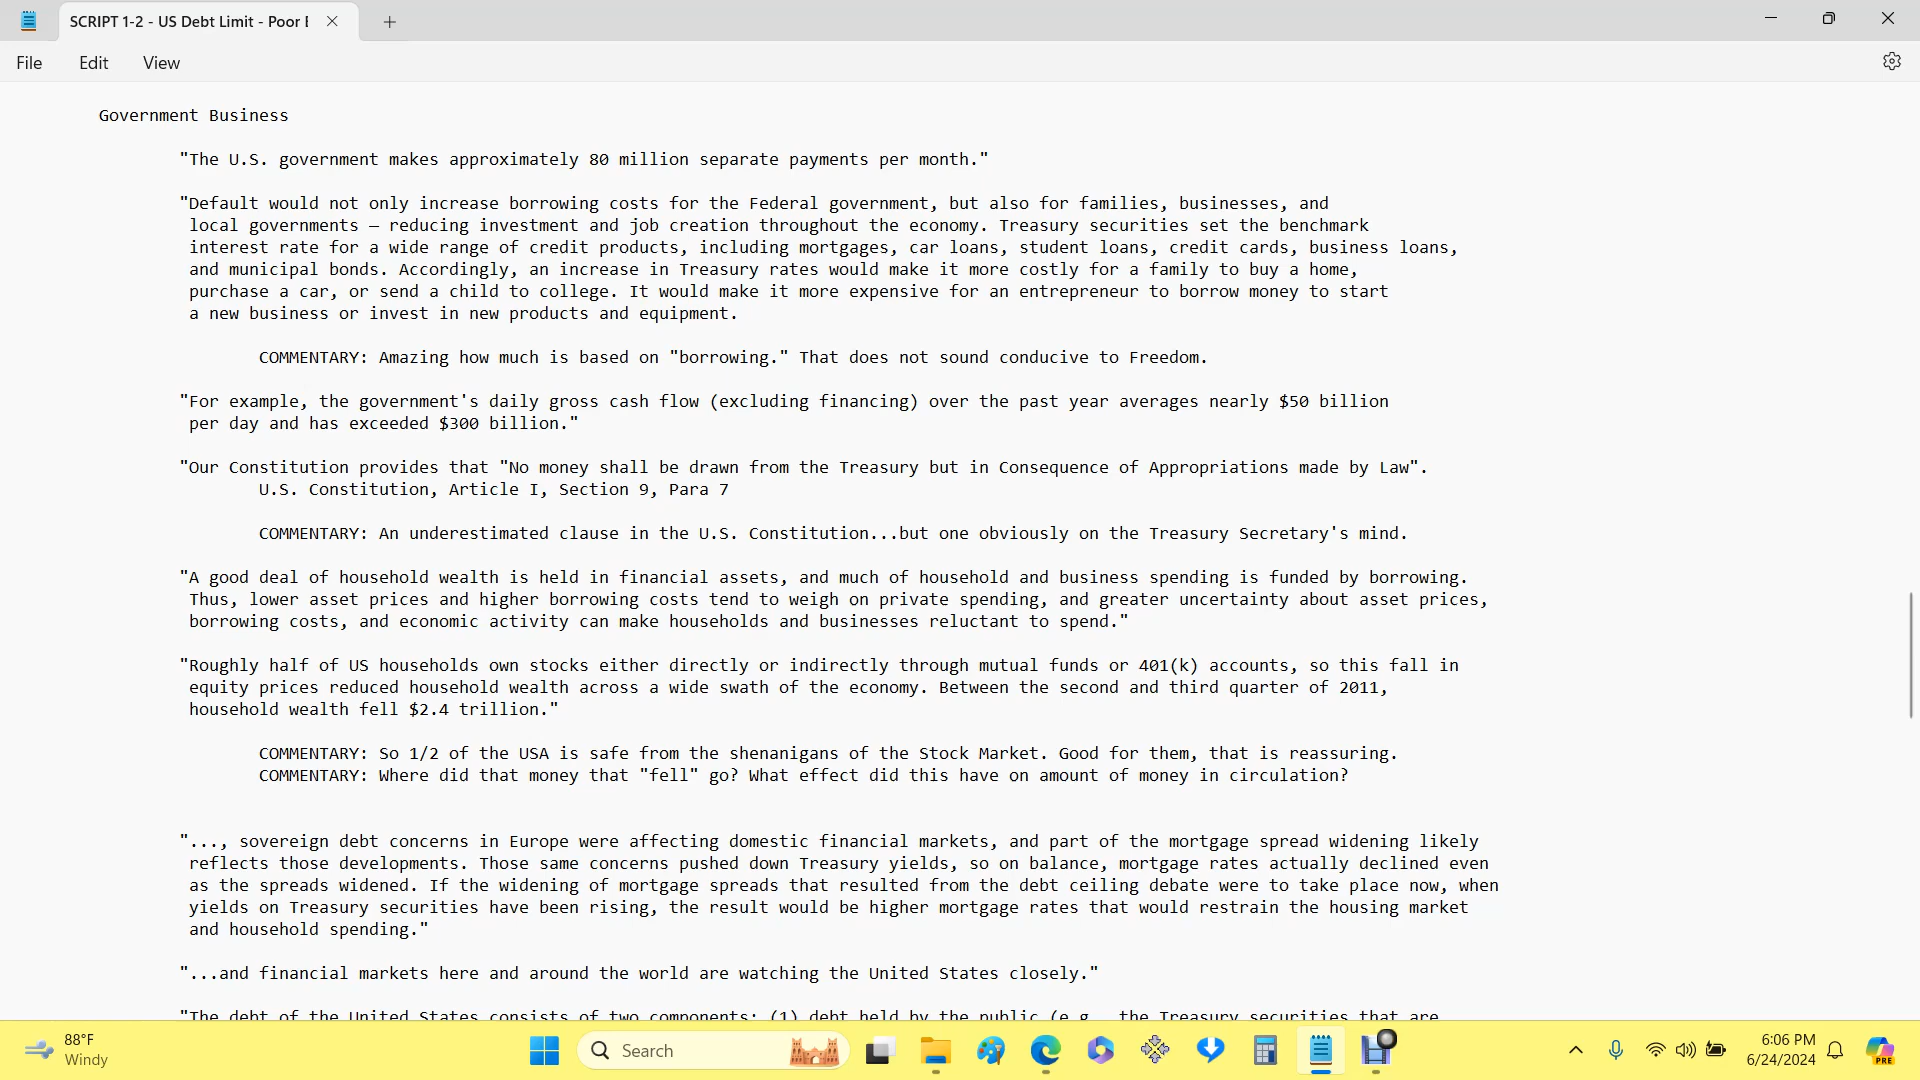 SCRIPT 1-2 - US Debt Limit - Poor
File Edit View
Government Business
"The U.S. government makes approximately 80 million separate payments per month."
"Default would not only increase borrowing costs for the Federal government, but also for families, businesses, and
local governments — reducing investment and job creation throughout the economy. Treasury securities set the benchmark
interest rate for a wide range of credit products, including mortgages, car loans, student loans, credit cards, business loans,
and municipal bonds. Accordingly, an increase in Treasury rates would make it more costly for a family to buy a home,
purchase a car, or send a child to college. It would make it more expensive for an entrepreneur to borrow money to start
a new business or invest in new products and equipment.
COMMENTARY: Amazing how much is based on "borrowing." That does not sound conducive to Freedom.
"For example, the government's daily gross cash flow (excluding financing) over the past year averages nearly $50 billion
per day and has exceeded $300 billion."
"Our Constitution provides that "No money shall be drawn from the Treasury but in Consequence of Appropriations made by Law".
U.S. Constitution, Article I, Section 9, Para 7
COMMENTARY: An underestimated clause in the U.S. Constitution...but one obviously on the Treasury Secretary's mind.
"A good deal of household wealth is held in financial assets, and much of household and business spending is funded by borrowing.
Thus, lower asset prices and higher borrowing costs tend to weigh on private spending, and greater uncertainty about asset prices,
borrowing costs, and economic activity can make households and businesses reluctant to spend."
"Roughly half of US households own stocks either directly or indirectly through mutual funds or 401(k) accounts, so this fall in
equity prices reduced household wealth across a wide swath of the economy. Between the second and third quarter of 2011,
household wealth fell $2.4 trillion."
COMMENTARY: So 1/2 of the USA is safe from the shenanigans of the Stock Market. Good for them, that is reassuring.
COMMENTARY: Where did that money that "fell" go? What effect did this have on amount of money in circulation?
"..., sovereign debt concerns in Europe were affecting domestic financial markets, and part of the mortgage spread widening likely
reflects those developments. Those same concerns pushed down Treasury yields, so on balance, mortgage rates actually declined even
as the spreads widened. If the widening of mortgage spreads that resulted from the debt ceiling debate were to take place now, when
yields on Treasury securities have been rising, the result would be higher mortgage rates that would restrain the housing market
and household spending."
"...and financial markets here and around the world are watching the United States closely."
"The debt of the United States consists of two components: (1) debt held by the public (e.g., the Treasury securities that are
88°F
Windy
Search
6:06 PM
6/24/2024
PRE